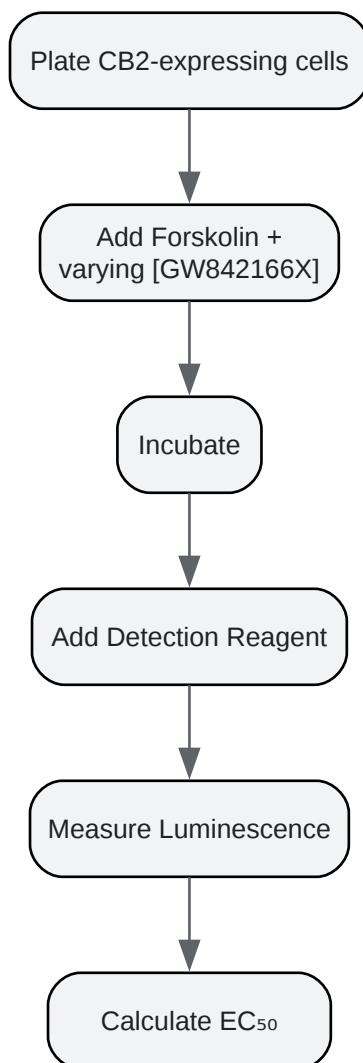 Plate CB2-expressing cells
Add Forskolin +
varying [GW842166X]
Incubate
Add Detection Reagent
Measure Luminescence
Calculate EC₅₀